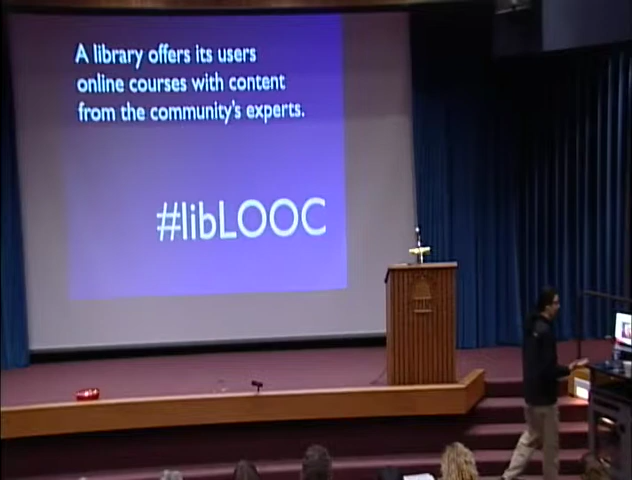 A library offers its users
online courses with content
from the community's experts.
#libLOOC